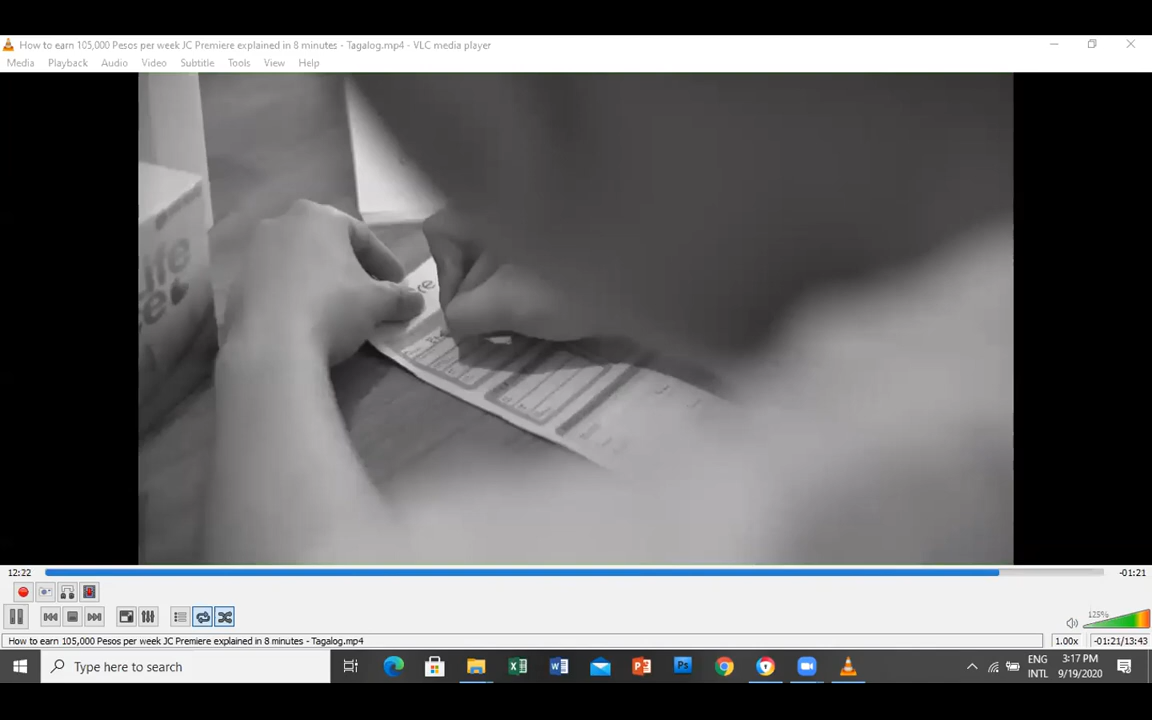 How to earn 105,000 Pesos per week JC Premiere explained in 8 minutes - Tagalog.mp4 - VLC media player
Media Playback Audio Video Subtitle Tools View Help
12:22
-01:21
125%
How to earn 105,000 Pesos per week JC Premiere explained in 8 minutes - Tagalog.mp4
1.00x
-01:21/13:43
Type here to search
ENG
INTL
3:17 PM
9/19/2020